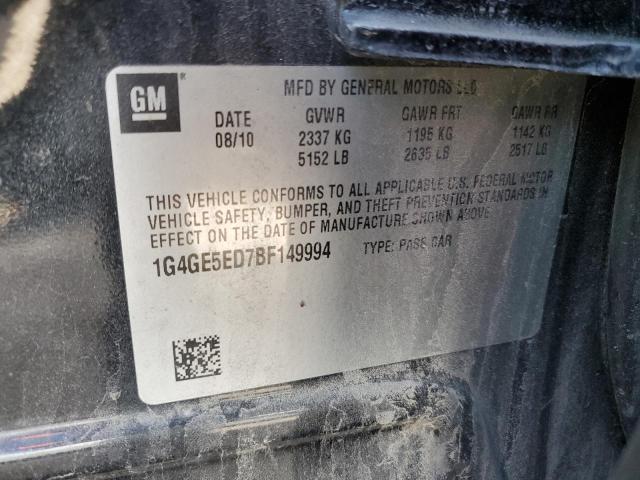 GM ®
MFD BY GENERAL MOTORS LLC
DATE GVWR GAWR FRT GAWR RR
08/10 2337 KG 1195 KG 1142 KG
5152 LB 2635 LB 2517 LB
THIS VEHICLE CONFORMS TO ALL APPLICABLE U.S. FEDERAL MOTOR
VEHICLE SAFETY, BUMPER, AND THEFT PREVENTION STANDARDS IN
EFFECT ON THE DATE OF MANUFACTURE SHOWN ABOVE.
1G4GE5ED7BF149994 TYPE: PASS CAR